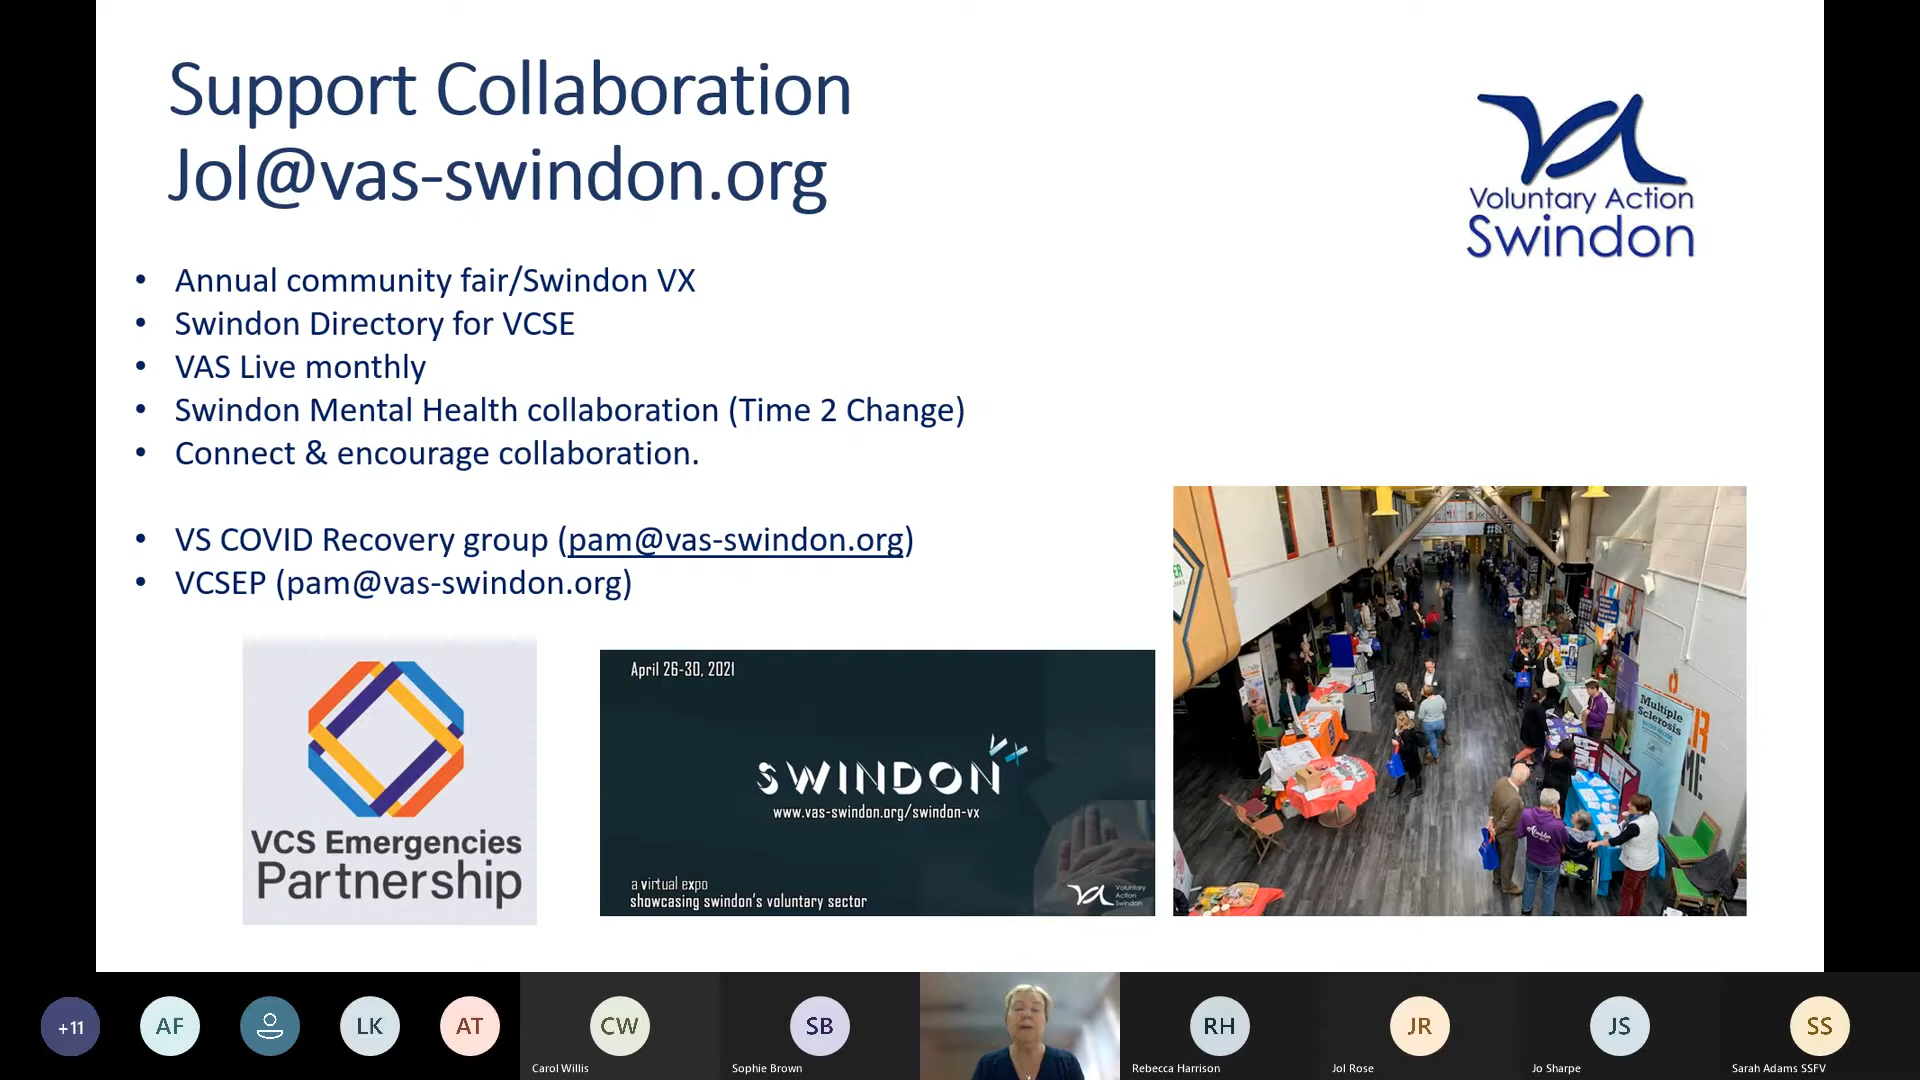 Support Collaboration
Jol@vas-swindon.org
Voluntary Action
Swindon
• Annual community fair/Swindon VX
• Swindon Directory for VCSE
• VAS Live monthly
• Swindon Mental Health collaboration (Time 2 Change)
• Connect & encourage collaboration.
• VS COVID Recovery group (pam@vas-swindon.org)
• VCSEP (pam@vas-swindon.org)
VCS Emergencies
Partnership
April 26-30, 2021
SWINDON VX
www.vas-swindon.org/swindon-vx
a virtual expo
showcasing swindon's voluntary sector
Voluntary
Action
Swindon
Multiple
Sclerosis
+11
AF
LK
AT
CW
Carol Willis
SB
Sophie Brown
RH
Rebecca Harrison
JR
Jol Rose
JS
Jo Sharpe
SS
Sarah Adams SSFV